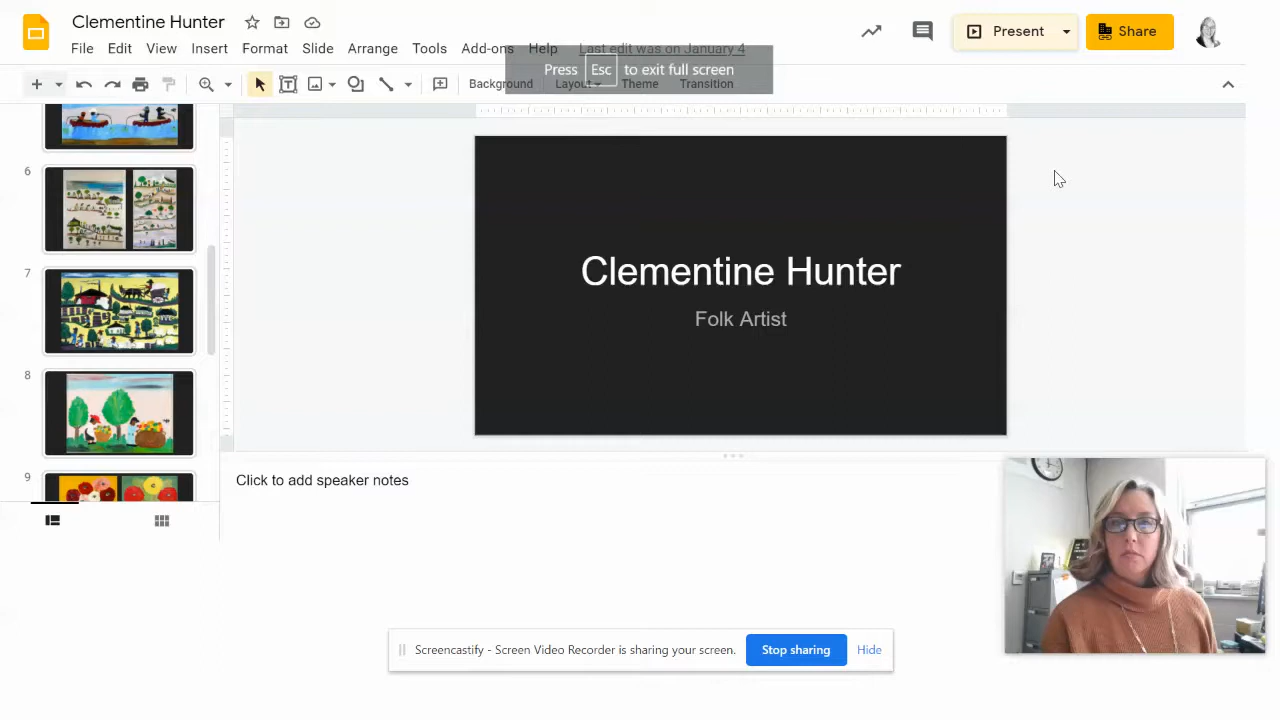 Clementine Hunter
File Edit View Insert Format Slide Arrange Tools Add-ons Help Last edit was on January 4
Present
Share
Press Esc to exit full screen
Background Layout Theme Transition
6
7
8
9
Clementine Hunter
Folk Artist
Click to add speaker notes
Screencastify - Screen Video Recorder is sharing your screen.
Stop sharing
Hide